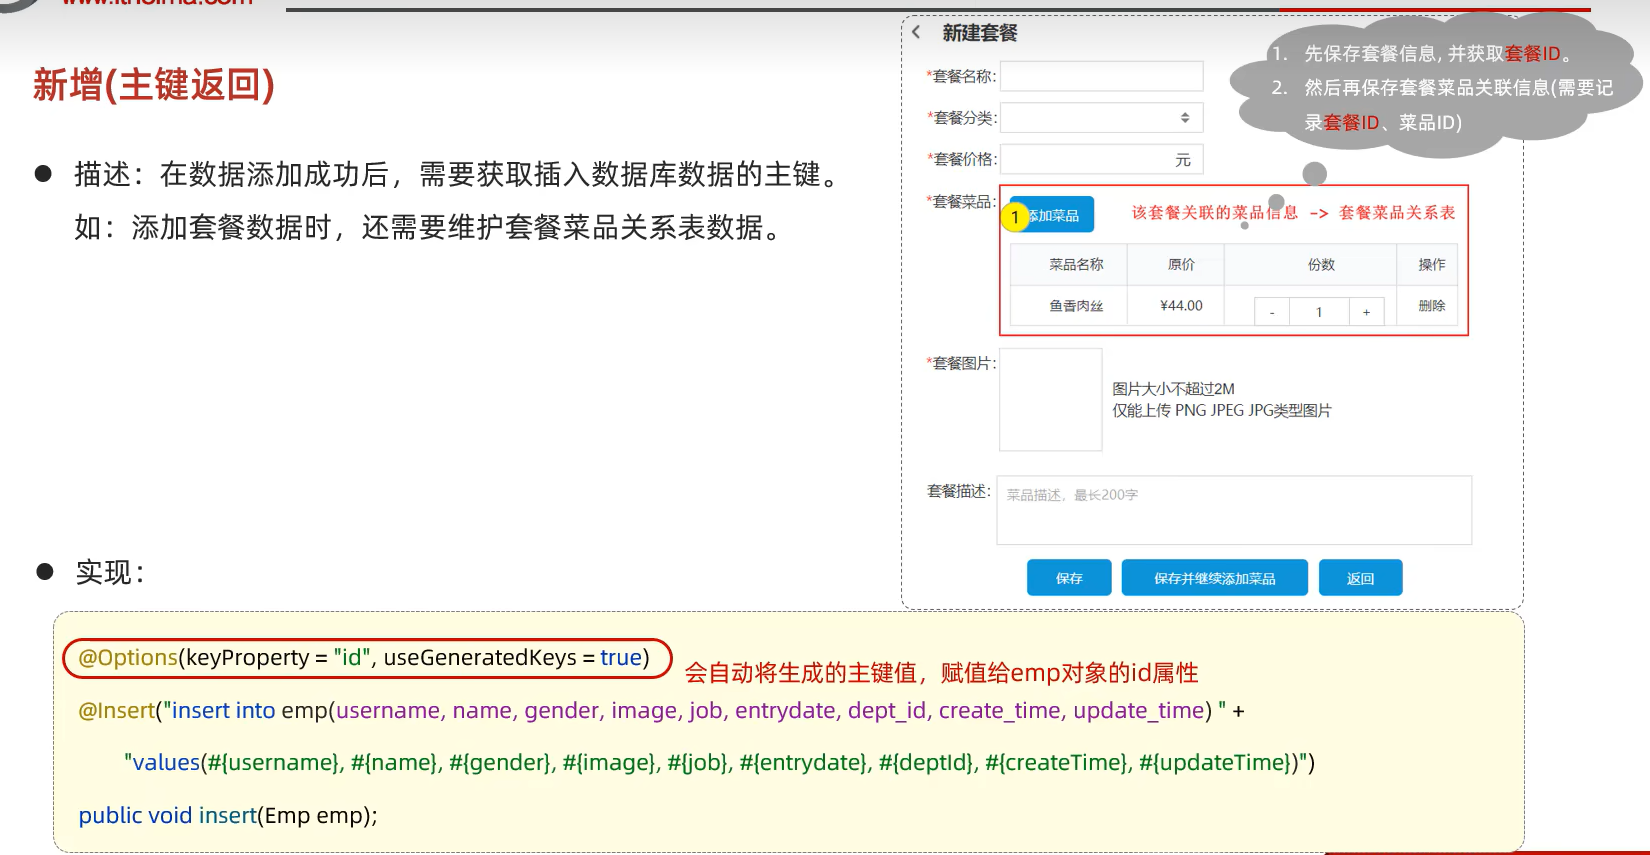 www.itheima.com
新增(主键返回)
● 描述：在数据添加成功后，需要获取插入数据库数据的主键。
如：添加套餐数据时，还需要维护套餐菜品关系表数据。
新建套餐
*套餐名称：
*套餐分类：
*套餐价格：
元
*套餐菜品：
1
添加菜品
该套餐关联的菜品信息 -> 套餐菜品关系表
菜品名称 原价 份数 操作
鱼香肉丝 ¥44.00 - 1 + 删除
*套餐图片：
图片大小不超过2M
仅能上传 PNG JPEG JPG类型图片
套餐描述：
菜品描述，最长200字
保存 保存并继续添加菜品 返回
1. 先保存套餐信息, 并获取套餐ID。
2. 然后再保存套餐菜品关联信息(需要记
录套餐ID、菜品ID)
● 实现：
@Options(keyProperty = "id", useGeneratedKeys = true)
会自动将生成的主键值，赋值给emp对象的id属性
@Insert("insert into emp(username, name, gender, image, job, entrydate, dept_id, create_time, update_time) " +
"values(#{username}, #{name}, #{gender}, #{image}, #{job}, #{entrydate}, #{deptId}, #{createTime}, #{updateTime})")
public void insert(Emp emp);